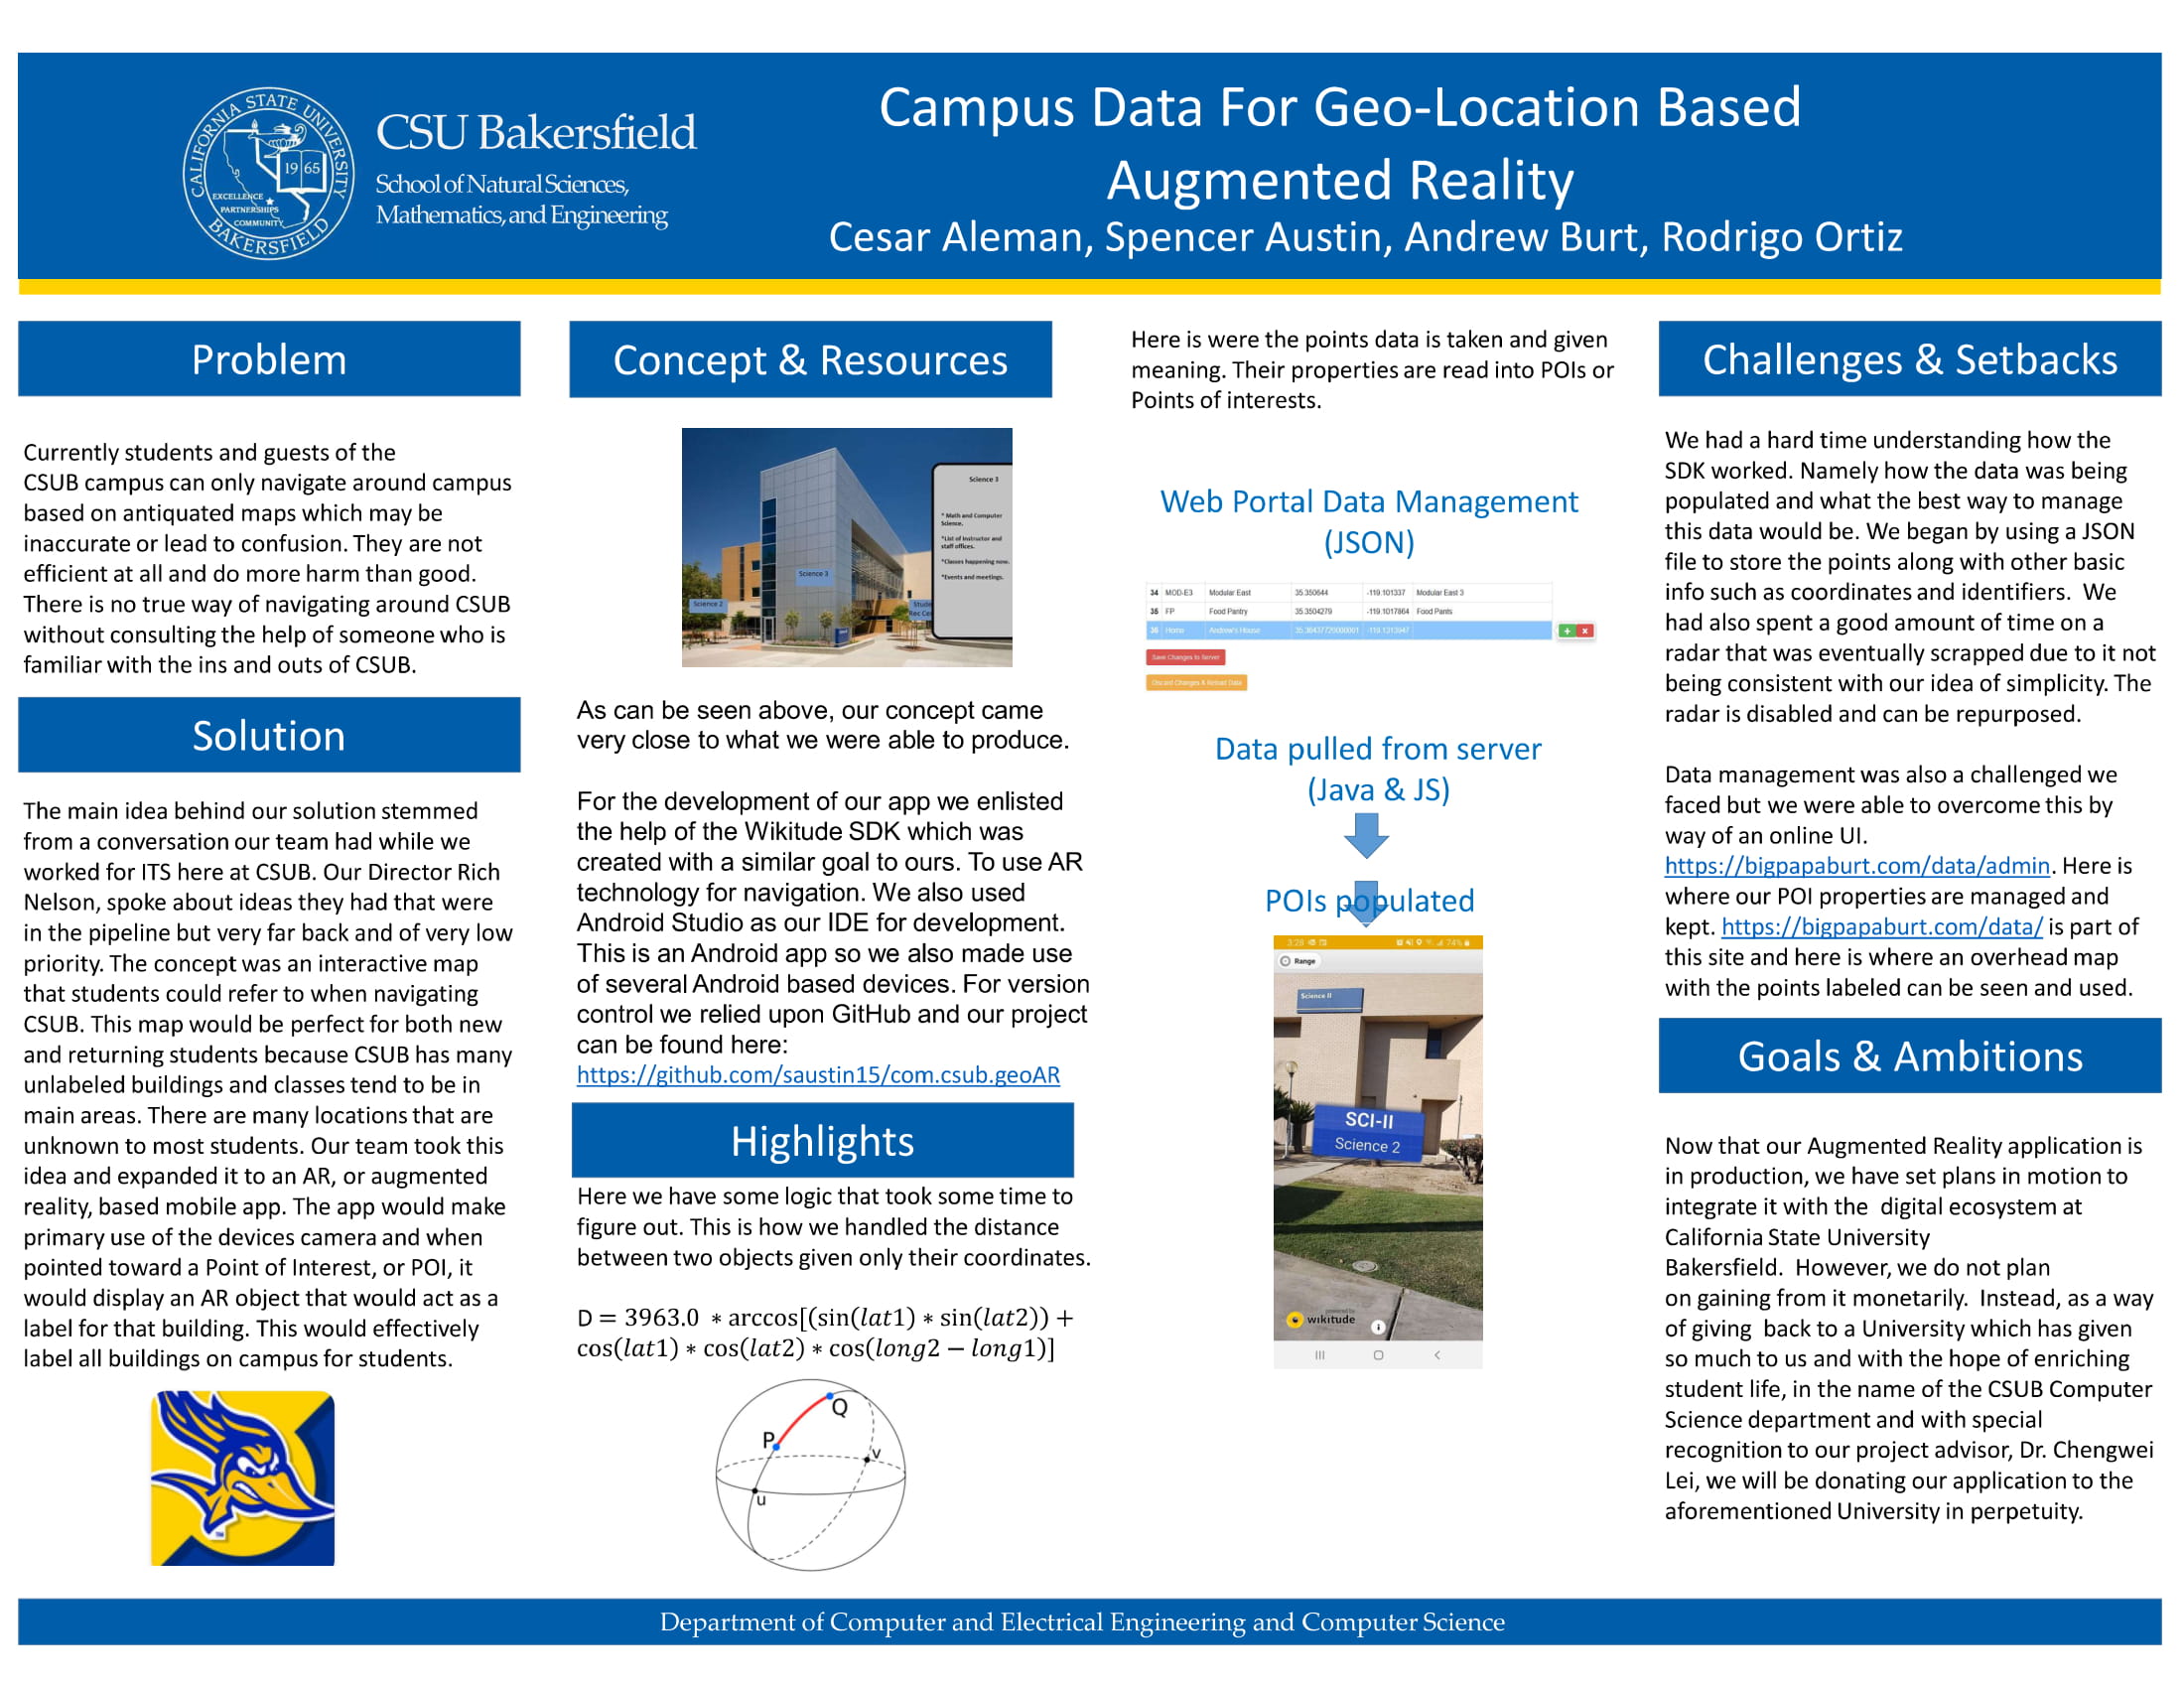 CALIFORNIA STATE UNIVERSITY
BAKERSFIELD
19 65
EXCELLENCE
PARTNERSHIPS
COMMUNITY
CSU Bakersfield
School of Natural Sciences,
Mathematics, and Engineering
Campus Data For Geo-Location Based
Augmented Reality
Cesar Aleman, Spencer Austin, Andrew Burt, Rodrigo Ortiz
Problem
Currently students and guests of the
CSUB campus can only navigate around campus
based on antiquated maps which may be
inaccurate or lead to confusion. They are not
efficient at all and do more harm than good.
There is no true way of navigating around CSUB
without consulting the help of someone who is
familiar with the ins and outs of CSUB.
Solution
The main idea behind our solution stemmed
from a conversation our team had while we
worked for ITS here at CSUB. Our Director Rich
Nelson, spoke about ideas they had that were
in the pipeline but very far back and of very low
priority. The concept was an interactive map
that students could refer to when navigating
CSUB. This map would be perfect for both new
and returning students because CSUB has many
unlabeled buildings and classes tend to be in
main areas. There are many locations that are
unknown to most students. Our team took this
idea and expanded it to an AR, or augmented
reality, based mobile app. The app would make
primary use of the devices camera and when
pointed toward a Point of Interest, or POI, it
would display an AR object that would act as a
label for that building. This would effectively
label all buildings on campus for students.
TM
Concept & Resources
Science 3
* Math and Computer
Science.
*List of Instructor and
staff offices.
*Classes happening now.
*Events and meetings.
Science 3
Science 2
Stude
Rec Ce
As can be seen above, our concept came
very close to what we were able to produce.
For the development of our app we enlisted
the help of the Wikitude SDK which was
created with a similar goal to ours. To use AR
technology for navigation. We also used
Android Studio as our IDE for development.
This is an Android app so we also made use
of several Android based devices. For version
control we relied upon GitHub and our project
can be found here:
https://github.com/saustin15/com.csub.geoAR
Highlights
Here we have some logic that took some time to
figure out. This is how we handled the distance
between two objects given only their coordinates.
D = 3963.0 ∗ arccos[(sin(lat1) ∗ sin(lat2)) +
cos(lat1) ∗ cos(lat2) ∗ cos(long2 − long1)]
Q
P
v
u
Here is were the points data is taken and given
meaning. Their properties are read into POIs or
Points of interests.
Web Portal Data Management
(JSON)
34 MOD-E3 Modular East 35.350644 -119.101337 Modular East 3
35 FP Food Pantry 35.3504279 -119.1017864 Food Pants
36 Home Andrew's House 35.38437720000001 -119.1313947
Save Changes to Server
Discard Changes & Reload Data
Data pulled from server
(Java & JS)
POIs populated
3:28 74%
Range
Science II
SCI-II
Science 2
powered by
wikitude
Challenges & Setbacks
We had a hard time understanding how the
SDK worked. Namely how the data was being
populated and what the best way to manage
this data would be. We began by using a JSON
file to store the points along with other basic
info such as coordinates and identifiers. We
had also spent a good amount of time on a
radar that was eventually scrapped due to it not
being consistent with our idea of simplicity. The
radar is disabled and can be repurposed.
Data management was also a challenged we
faced but we were able to overcome this by
way of an online UI.
https://bigpapaburt.com/data/admin. Here is
where our POI properties are managed and
kept. https://bigpapaburt.com/data/ is part of
this site and here is where an overhead map
with the points labeled can be seen and used.
Goals & Ambitions
Now that our Augmented Reality application is
in production, we have set plans in motion to
integrate it with the digital ecosystem at
California State University
Bakersfield. However, we do not plan
on gaining from it monetarily. Instead, as a way
of giving back to a University which has given
so much to us and with the hope of enriching
student life, in the name of the CSUB Computer
Science department and with special
recognition to our project advisor, Dr. Chengwei
Lei, we will be donating our application to the
aforementioned University in perpetuity.
Department of Computer and Electrical Engineering and Computer Science